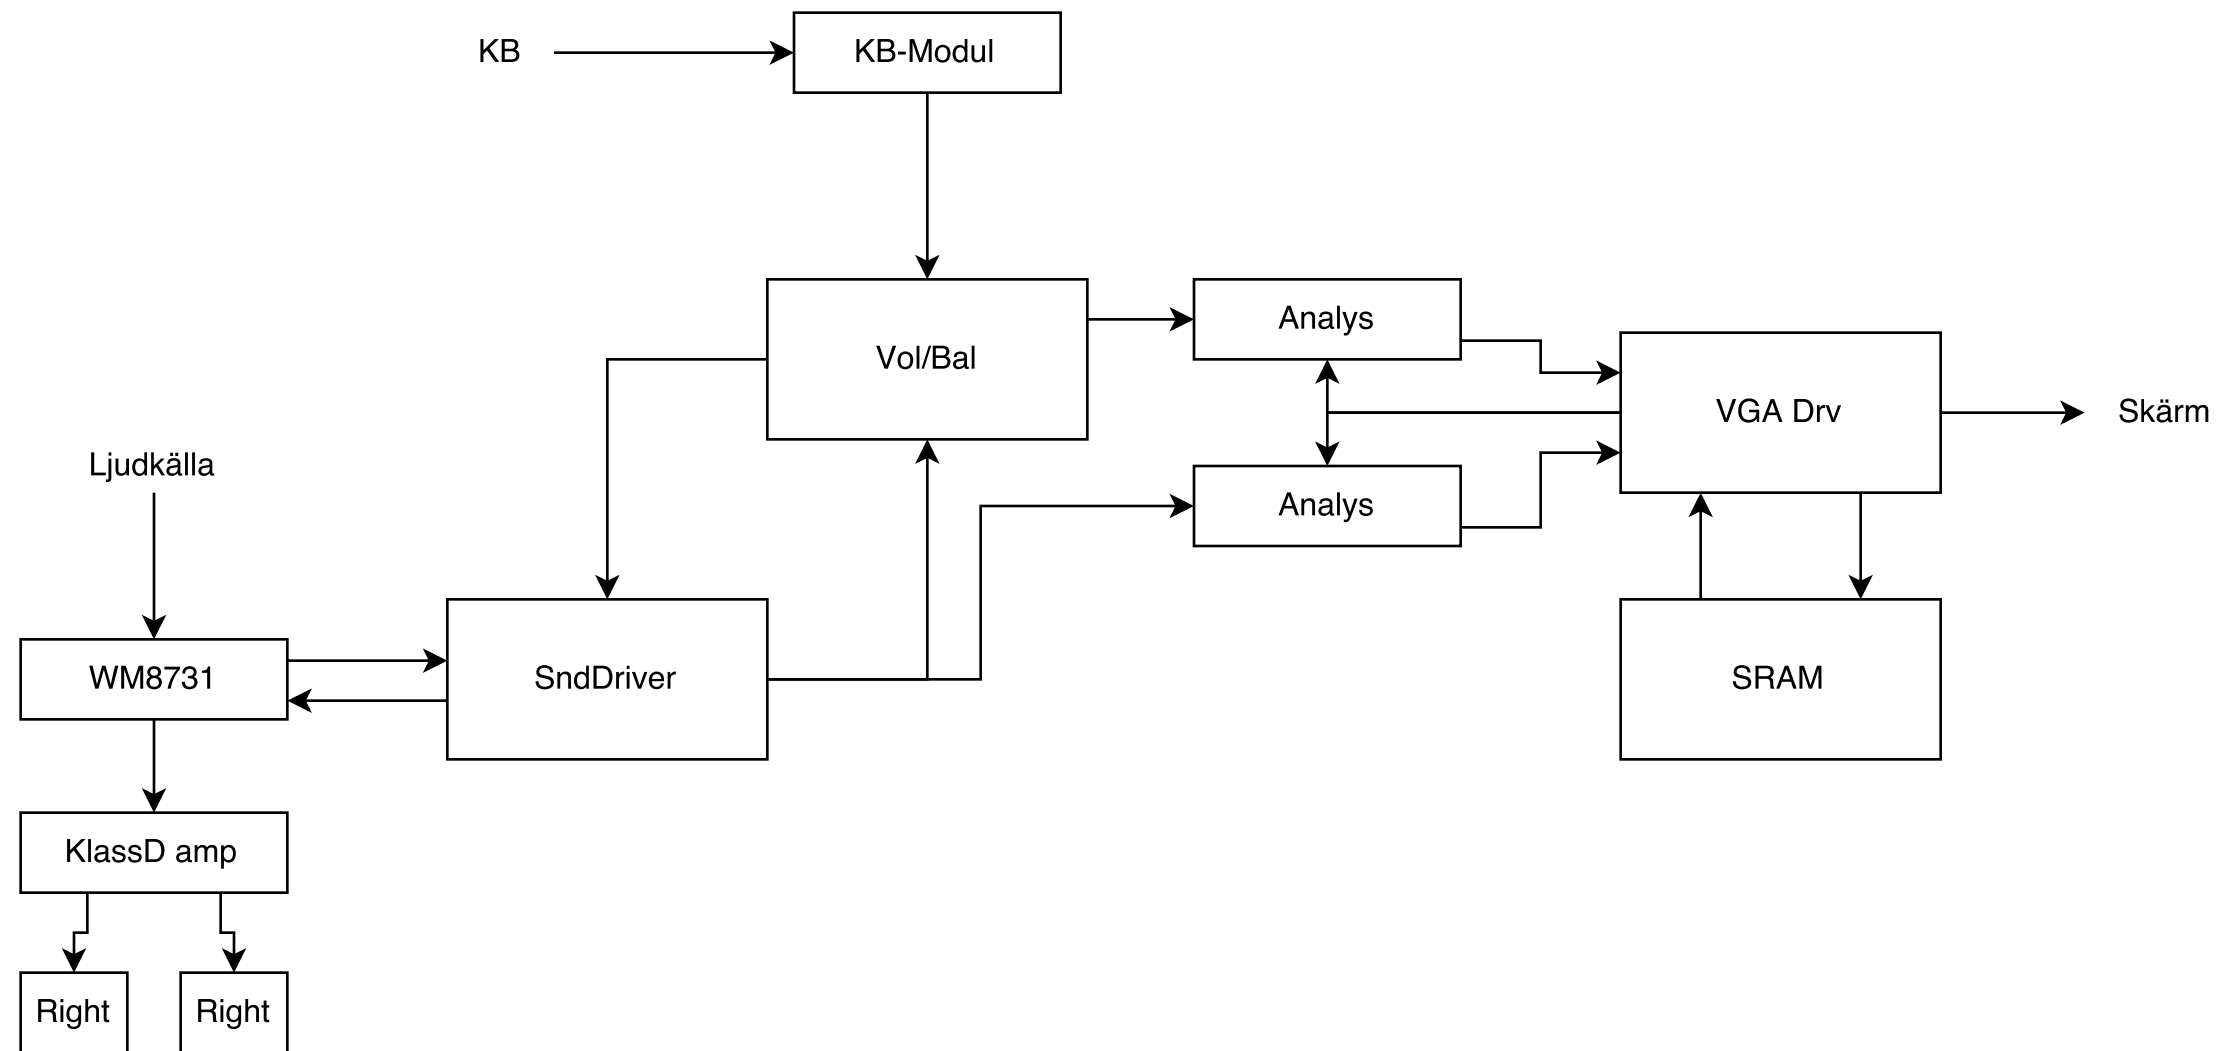 KB
KB-Modul
Vol/Bal
Analys
VGA Drv
Skärm
Ljudkälla
Analys
WM8731
SndDriver
SRAM
KlassD amp
Right
Right